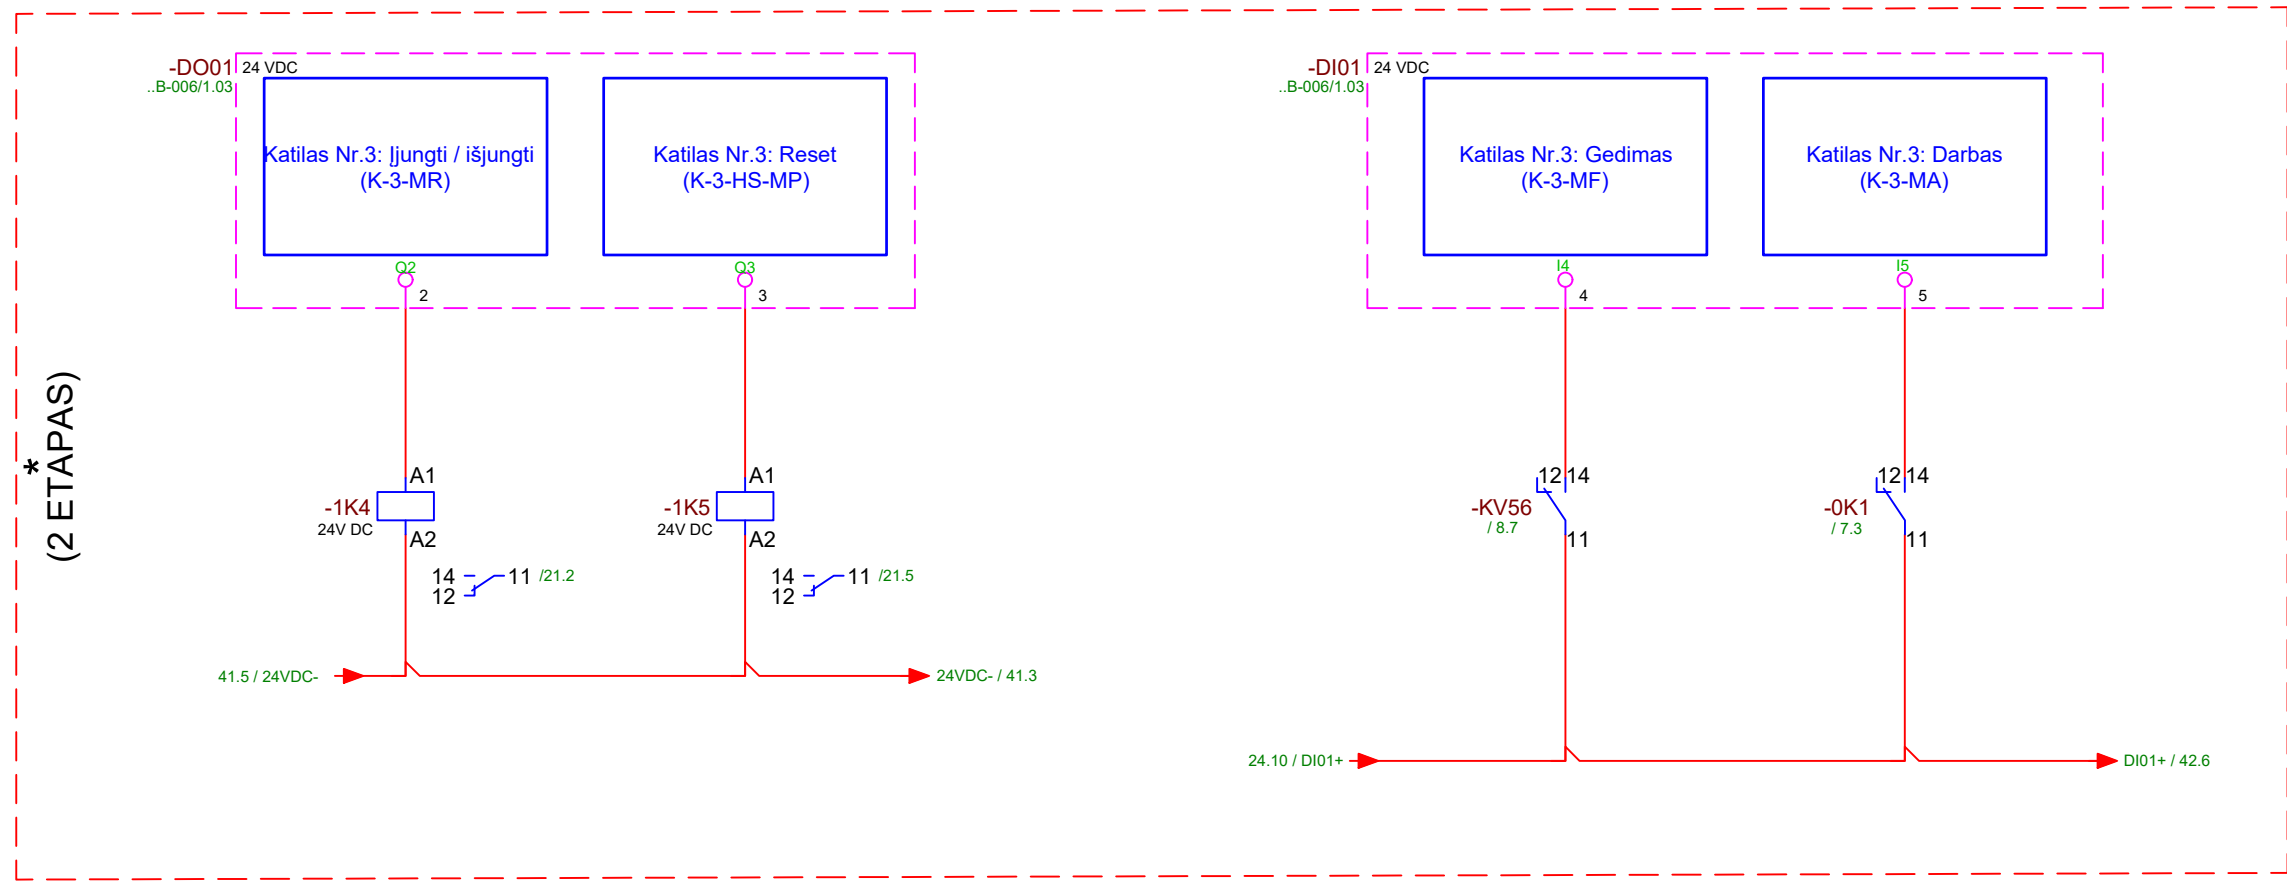 -DO01
24 VDC
..B-006/1.03
Katilas Nr.3: Įjungti / išjungti
(K-3-MR)
Katilas Nr.3: Reset
(K-3-HS-MP)
Q2
2
Q3
3
-DI01
24 VDC
..B-006/1.03
Katilas Nr.3: Gedimas
(K-3-MF)
Katilas Nr.3: Darbas
(K-3-MA)
I4
4
I5
5
*
(2 ETAPAS)
A1
-1K4
24V DC
A2
14
12
11
/21.2
A1
-1K5
24V DC
A2
14
12
11
/21.5
12 14
-KV56
/ 8.7
11
12 14
-0K1
/ 7.3
11
41.5 / 24VDC-
24VDC- / 41.3
24.10 / DI01+
DI01+ / 42.6